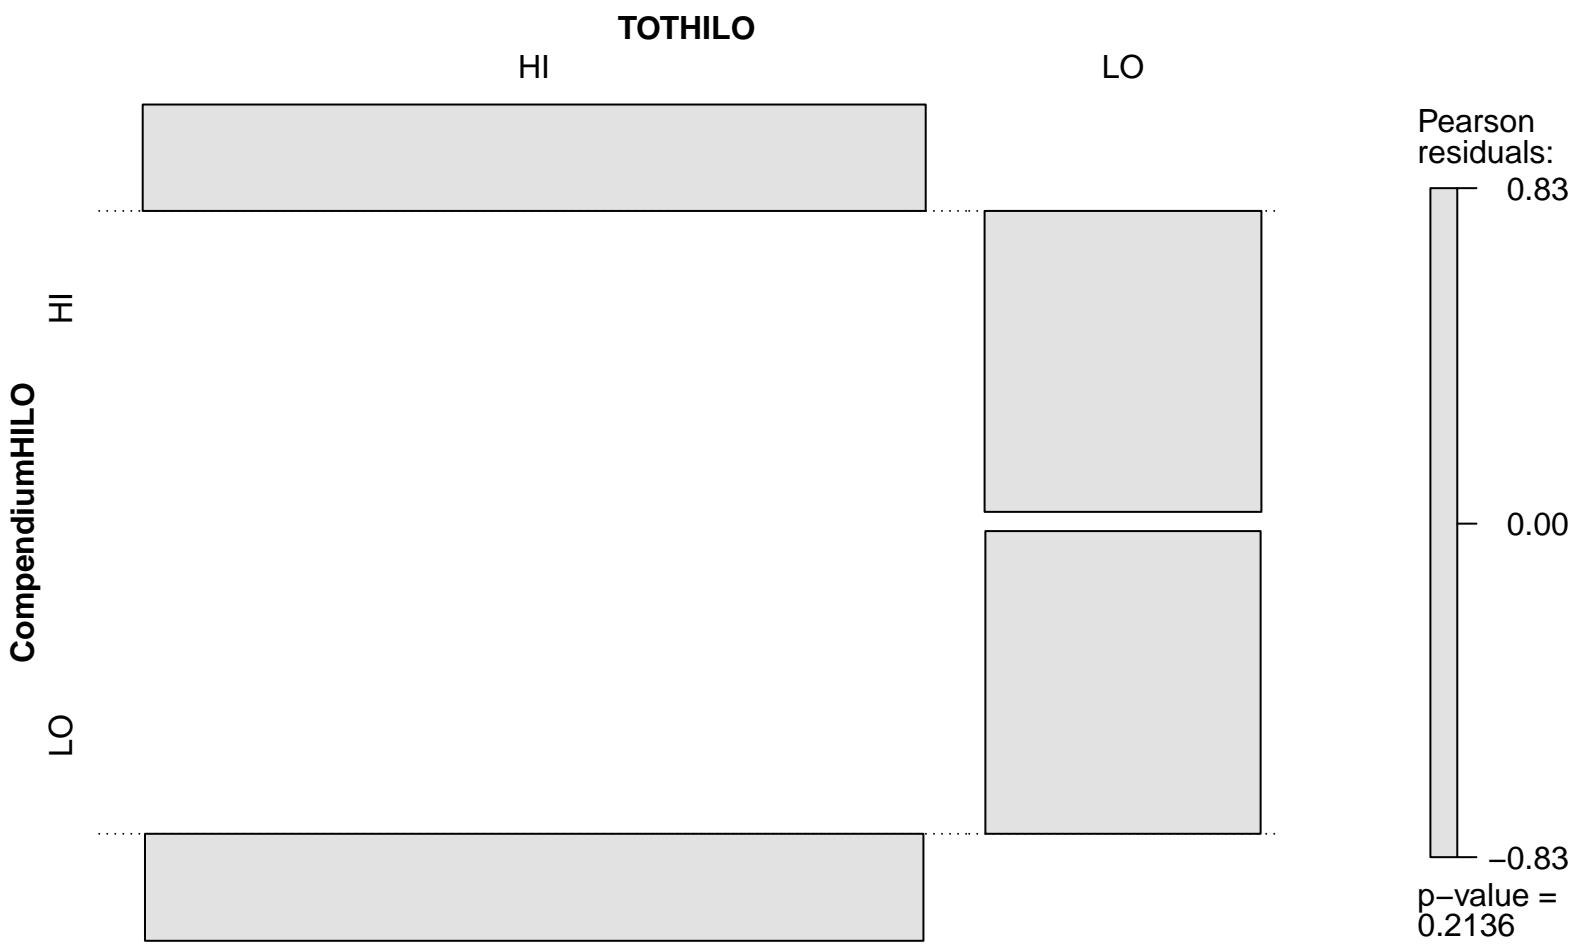 TOTHILO
HI
LO
CompendiumHILO
HI
LO
Pearson
residuals:
0.83
0.00
−0.83
p−value =
0.2136